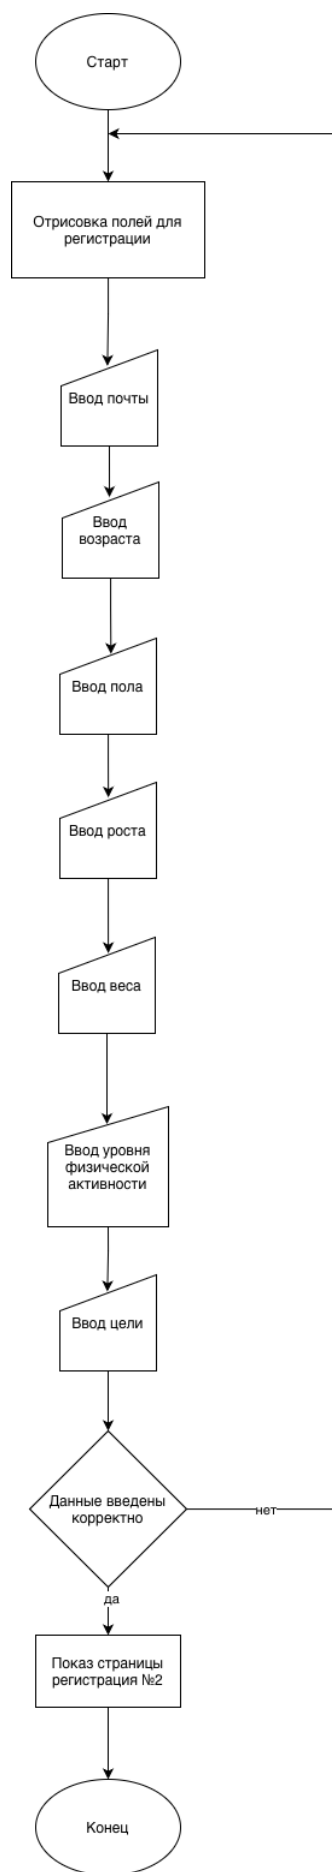 Старт
Отрисовка полей для
регистрации
Ввод почты
Ввод
возраста
Ввод пола
Ввод роста
Ввод веса
Ввод уровня
физической
активности
Ввод цели
Данные введены
корректно
нет
да
Показ страницы
регистрация №2
Конец